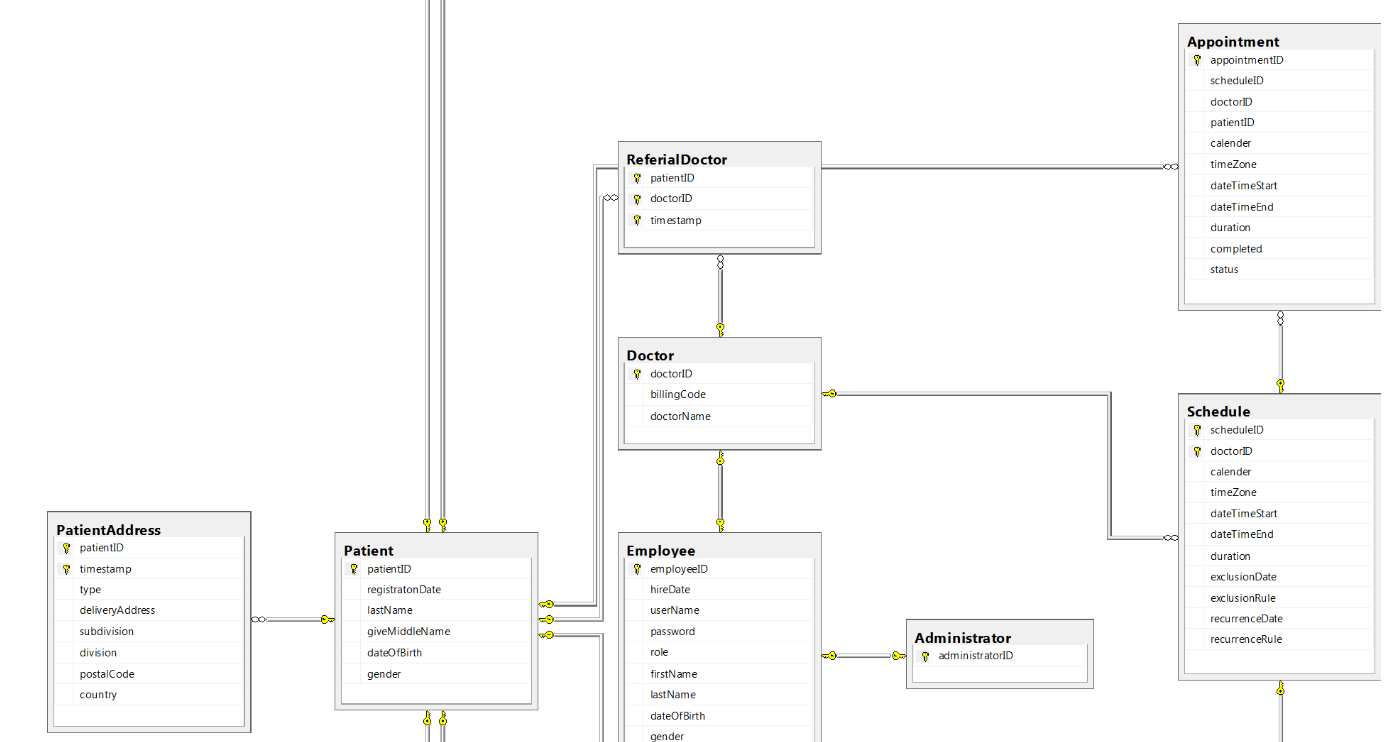 Appointment
appointmentID
scheduleID
doctorID
patientID
calender
timeZone
dateTimeStart
dateTimeEnd
duration
completed
status
ReferialDoctor
patientID
doctorID
timestamp
Doctor
doctorID
billingCode
doctorName
Schedule
scheduleID
doctorID
calender
timeZone
dateTimeStart
dateTimeEnd
duration
exclusionDate
exclusionRule
recurrenceDate
recurrenceRule
PatientAddress
patientID
timestamp
type
deliveryAddress
subdivision
division
postalCode
country
Patient
patientID
registratonDate
lastName
giveMiddleName
dateOfBirth
gender
Employee
employeeID
hireDate
userName
password
role
firstName
lastName
dateOfBirth
gender
Administrator
administratorID